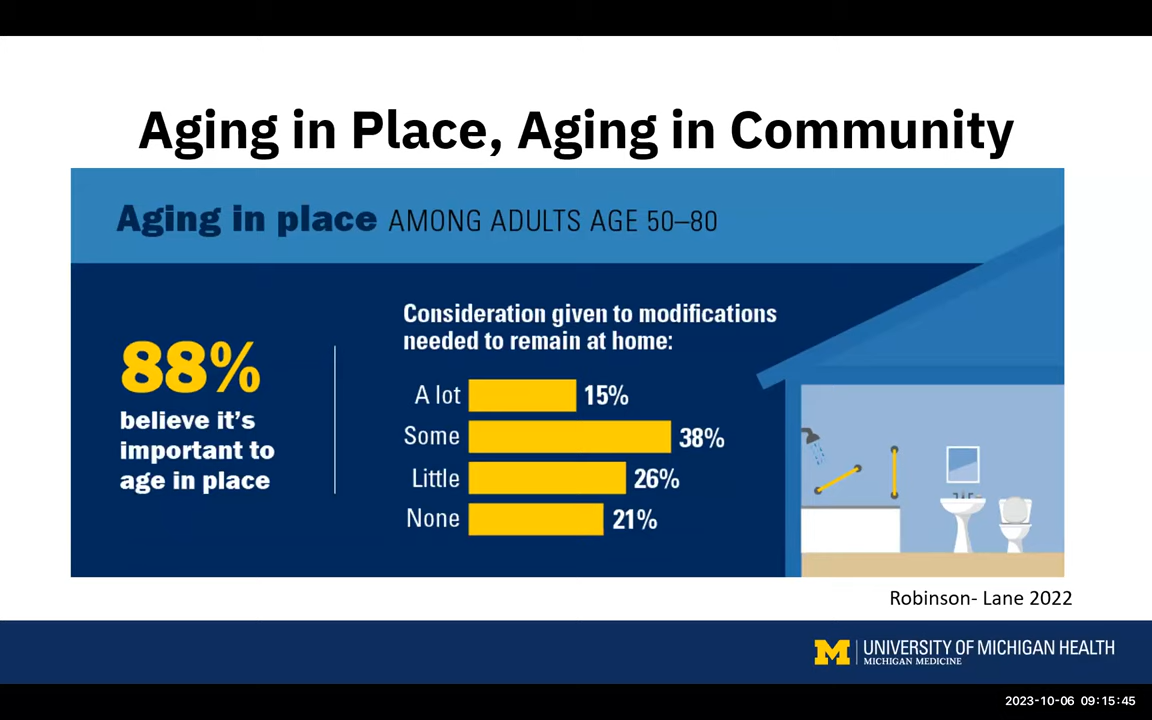 Aging in Place, Aging in Community
Aging in place AMONG ADULTS AGE 50–80
88%
believe it's
important to
age in place
Consideration given to modifications
needed to remain at home:
A lot 15%
Some 38%
Little 26%
None 21%
Robinson- Lane 2022
M UNIVERSITY OF MICHIGAN HEALTH
MICHIGAN MEDICINE
2023-10-06 09:15:45